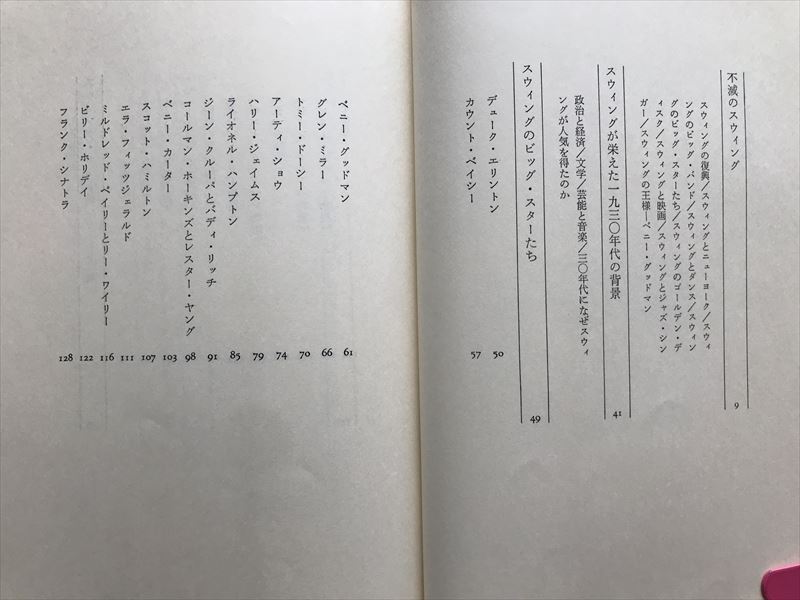 不滅のスウィング
9
スウィングの復興/スウィングとニューヨーク/スウィ
ングのビッグ・バンド/スウィングとダンス/スウィン
グのビッグ・スターたち/スウィングのゴールデン・デ
ィスク/スウィングと映画/スウィングとジャズ・シン
ガー/スウィングの王様―ベニー・グッドマン
スウィングが栄えた一九三〇年代の背景
41
政治と経済/文学/芸能と音楽/三〇年代になぜスウィ
ングが人気を得たのか
スウィングのビッグ・スターたち
49
デューク・エリントン 50
カウント・ベイシー 57
ベニー・グッドマン 61
グレン・ミラー 66
トミー・ドーシー 70
アーティ・ショウ 74
ハリー・ジェイムス 79
ライオネル・ハンプトン 85
ジーン・クルーパとバディ・リッチ 91
コールマン・ホーキンズとレスター・ヤング 98
ベニー・カーター 103
スコット・ハミルトン 107
エラ・フィッツジェラルド 111
ミルドレッド・ベイリーとリー・ワイリー 116
ビリー・ホリデイ 122
フランク・シナトラ 128